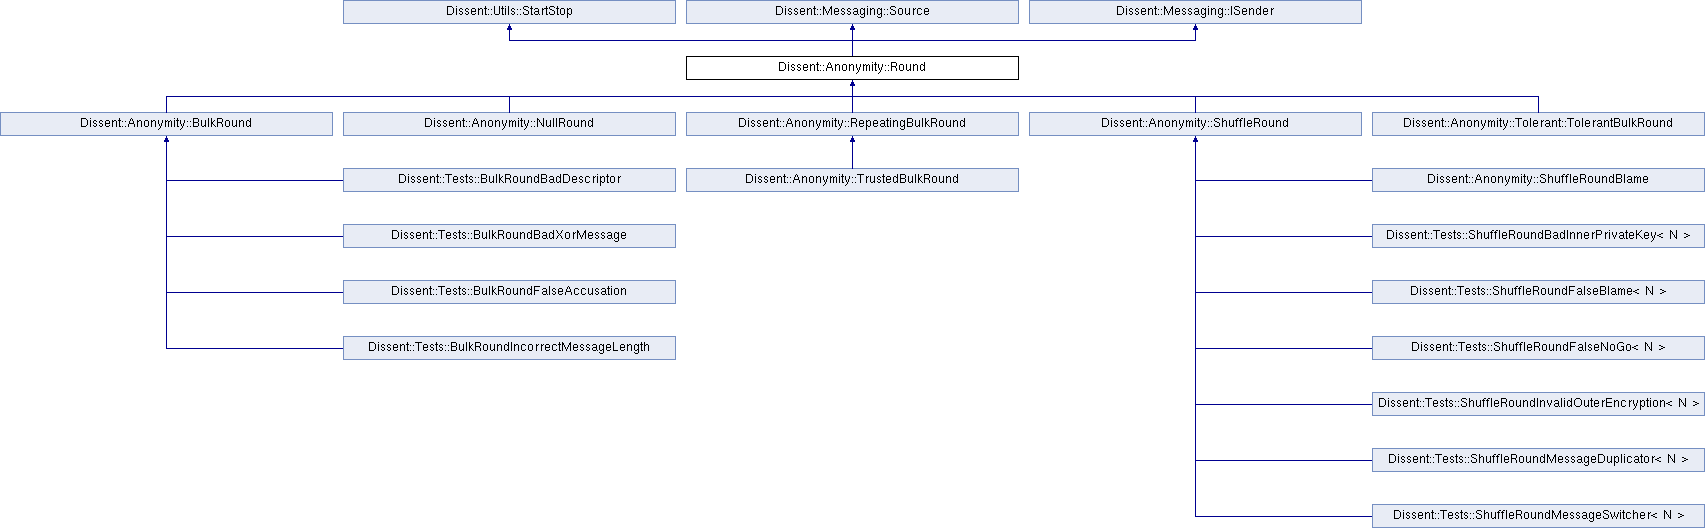 Dissent::Utils::StartStop
Dissent::Messaging::Source
Dissent::Messaging::ISender
Dissent::Anonymity::Round
Dissent::Anonymity::BulkRound
Dissent::Anonymity::NullRound
Dissent::Anonymity::RepeatingBulkRound
Dissent::Anonymity::ShuffleRound
Dissent::Anonymity::Tolerant::TolerantBulkRound
Dissent::Tests::BulkRoundBadDescriptor
Dissent::Anonymity::TrustedBulkRound
Dissent::Anonymity::ShuffleRoundBlame
Dissent::Tests::BulkRoundBadXorMessage
Dissent::Tests::ShuffleRoundBadInnerPrivateKey< N >
Dissent::Tests::BulkRoundFalseAccusation
Dissent::Tests::ShuffleRoundFalseBlame< N >
Dissent::Tests::BulkRoundIncorrectMessageLength
Dissent::Tests::ShuffleRoundFalseNoGo< N >
Dissent::Tests::ShuffleRoundInvalidOuterEncryption< N >
Dissent::Tests::ShuffleRoundMessageDuplicator< N >
Dissent::Tests::ShuffleRoundMessageSwitcher< N >